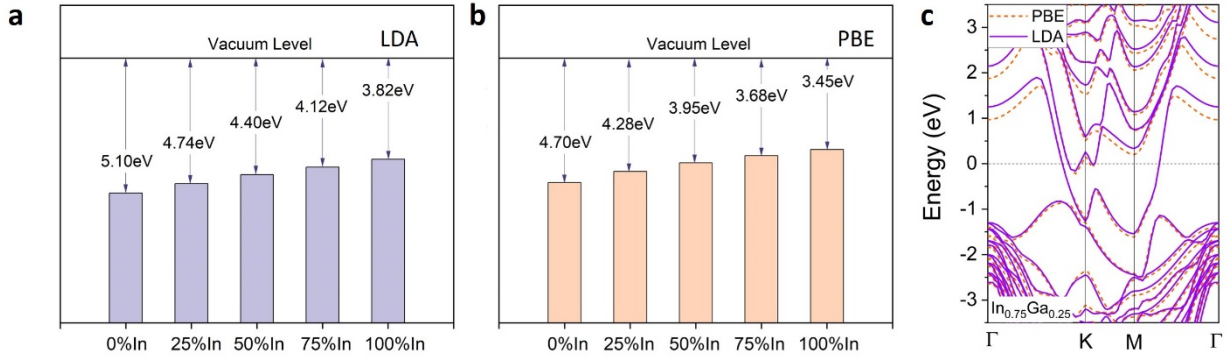 a
Vacuum Level LDA
5.10eV
4.74eV
4.40eV
4.12eV
3.82eV
0%In 25%In 50%In 75%In 100%In
b
Vacuum Level PBE
4.70eV
4.28eV
3.95eV
3.68eV
3.45eV
0%In 25%In 50%In 75%In 100%In
c
PBE
LDA
Energy (eV)
3
2
1
0
-1
-2
-3
In0.75Ga0.25
Γ K M Γ